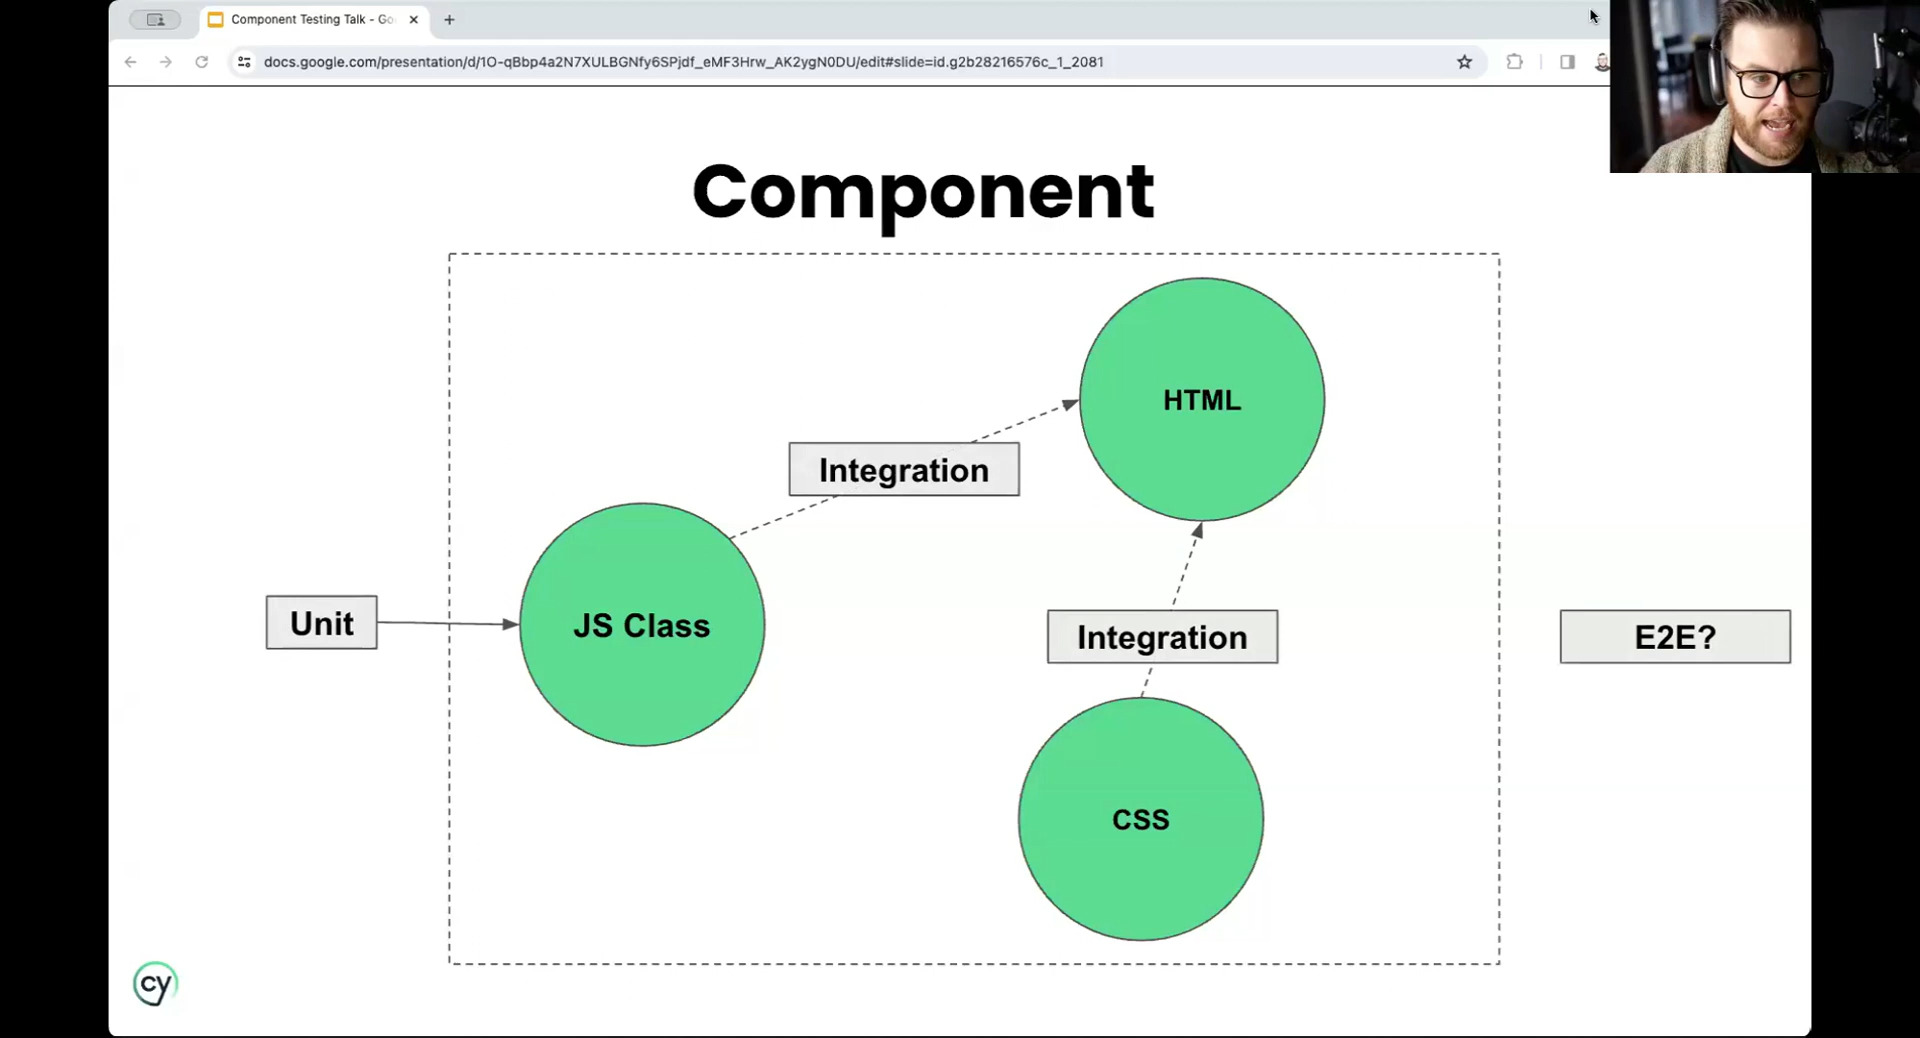 Component Testing Talk - Go
docs.google.com/presentation/d/1O-qBbp4a2N7XULBGNfy6SPjdf_eMF3Hrw_AK2ygN0DU/edit#slide=id.g2b28216576c_1_2081
Component
HTML
Integration
JS Class
Unit
Integration
E2E?
CSS
cy